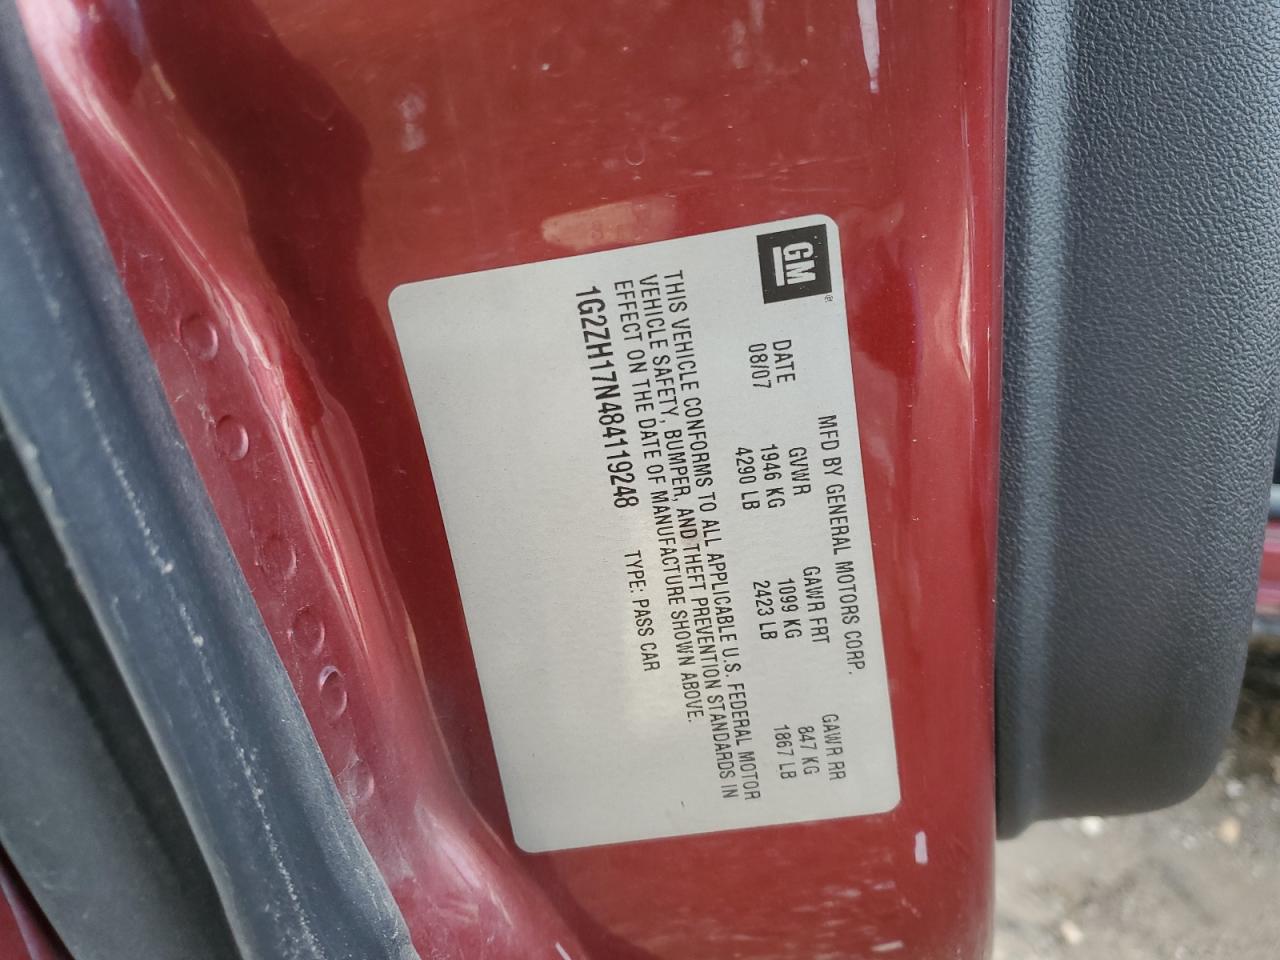 GM
MFD BY GENERAL MOTORS CORP.
DATE GVWR GAWR FRT GAWR RR
08/07 1946 KG 1099 KG 847 KG
4290 LB 2423 LB 1867 LB
THIS VEHICLE CONFORMS TO ALL APPLICABLE U.S. FEDERAL MOTOR
VEHICLE SAFETY, BUMPER, AND THEFT PREVENTION STANDARDS IN
EFFECT ON THE DATE OF MANUFACTURE SHOWN ABOVE.
1G2ZH17N484119248 TYPE: PASS CAR